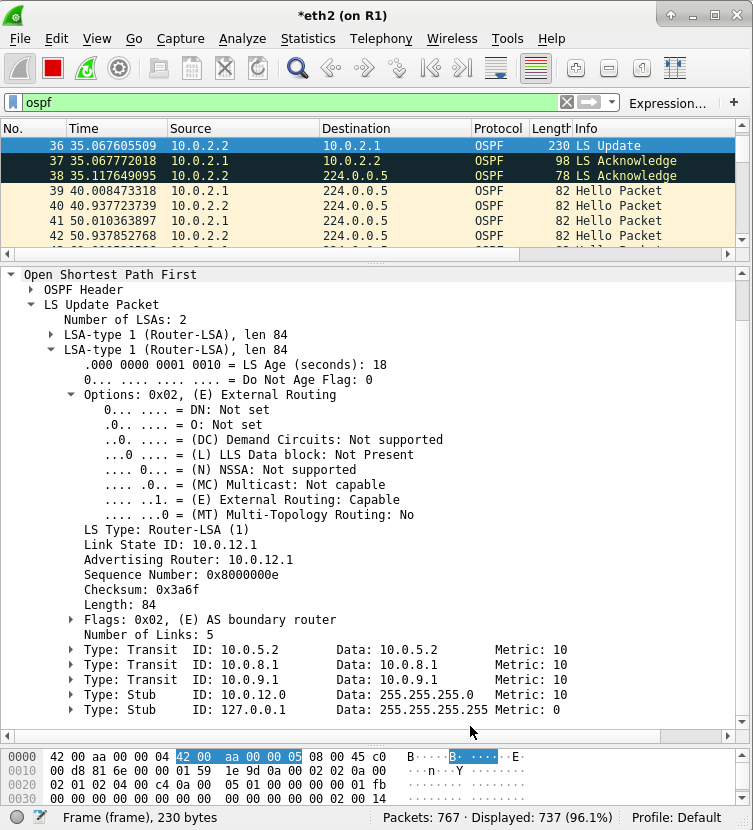 *eth2 (on R1)
File Edit View Go Capture Analyze Statistics Telephony Wireless Tools Help
ospf Expression... +
No. Time Source Destination Protocol Length Info
36 35.067605509 10.0.2.2 10.0.2.1 OSPF 230 LS Update
37 35.067772018 10.0.2.1 10.0.2.2 OSPF 98 LS Acknowledge
38 35.117649095 10.0.2.2 224.0.0.5 OSPF 78 LS Acknowledge
39 40.008473318 10.0.2.1 224.0.0.5 OSPF 82 Hello Packet
40 40.937723739 10.0.2.2 224.0.0.5 OSPF 82 Hello Packet
41 50.010363897 10.0.2.1 224.0.0.5 OSPF 82 Hello Packet
42 50.937852768 10.0.2.2 224.0.0.5 OSPF 82 Hello Packet
Open Shortest Path First
OSPF Header
LS Update Packet
Number of LSAs: 2
LSA-type 1 (Router-LSA), len 84
LSA-type 1 (Router-LSA), len 84
.000 0000 0001 0010 = LS Age (seconds): 18
0... .... .... .... = Do Not Age Flag: 0
Options: 0x02, (E) External Routing
0... .... = DN: Not set
.0.. .... = O: Not set
..0. .... = (DC) Demand Circuits: Not supported
...0 .... = (L) LLS Data block: Not Present
.... 0... = (N) NSSA: Not supported
.... .0.. = (MC) Multicast: Not capable
.... ..1. = (E) External Routing: Capable
.... ...0 = (MT) Multi-Topology Routing: No
LS Type: Router-LSA (1)
Link State ID: 10.0.12.1
Advertising Router: 10.0.12.1
Sequence Number: 0x8000000e
Checksum: 0x3a6f
Length: 84
Flags: 0x02, (E) AS boundary router
Number of Links: 5
Type: Transit ID: 10.0.5.2 Data: 10.0.5.2 Metric: 10
Type: Transit ID: 10.0.8.1 Data: 10.0.8.1 Metric: 10
Type: Transit ID: 10.0.9.1 Data: 10.0.9.1 Metric: 10
Type: Stub ID: 10.0.12.0 Data: 255.255.255.0 Metric: 10
Type: Stub ID: 127.0.0.1 Data: 255.255.255.255 Metric: 0
0000 42 00 aa 00 00 04 42 00 aa 00 00 05 08 00 45 c0 B·····B· ······E·
0010 00 d8 81 6e 00 00 01 59 1e 9d 0a 00 02 02 0a 00 ···n···Y ········
0020 02 01 02 04 00 c4 0a 00 05 01 00 00 00 00 01 fb ········ ········
0030 00 00 00 00 00 00 00 00 00 00 00 00 00 02 00 14 ········ ········
Frame (frame), 230 bytes Packets: 767 · Displayed: 737 (96.1%) Profile: Default